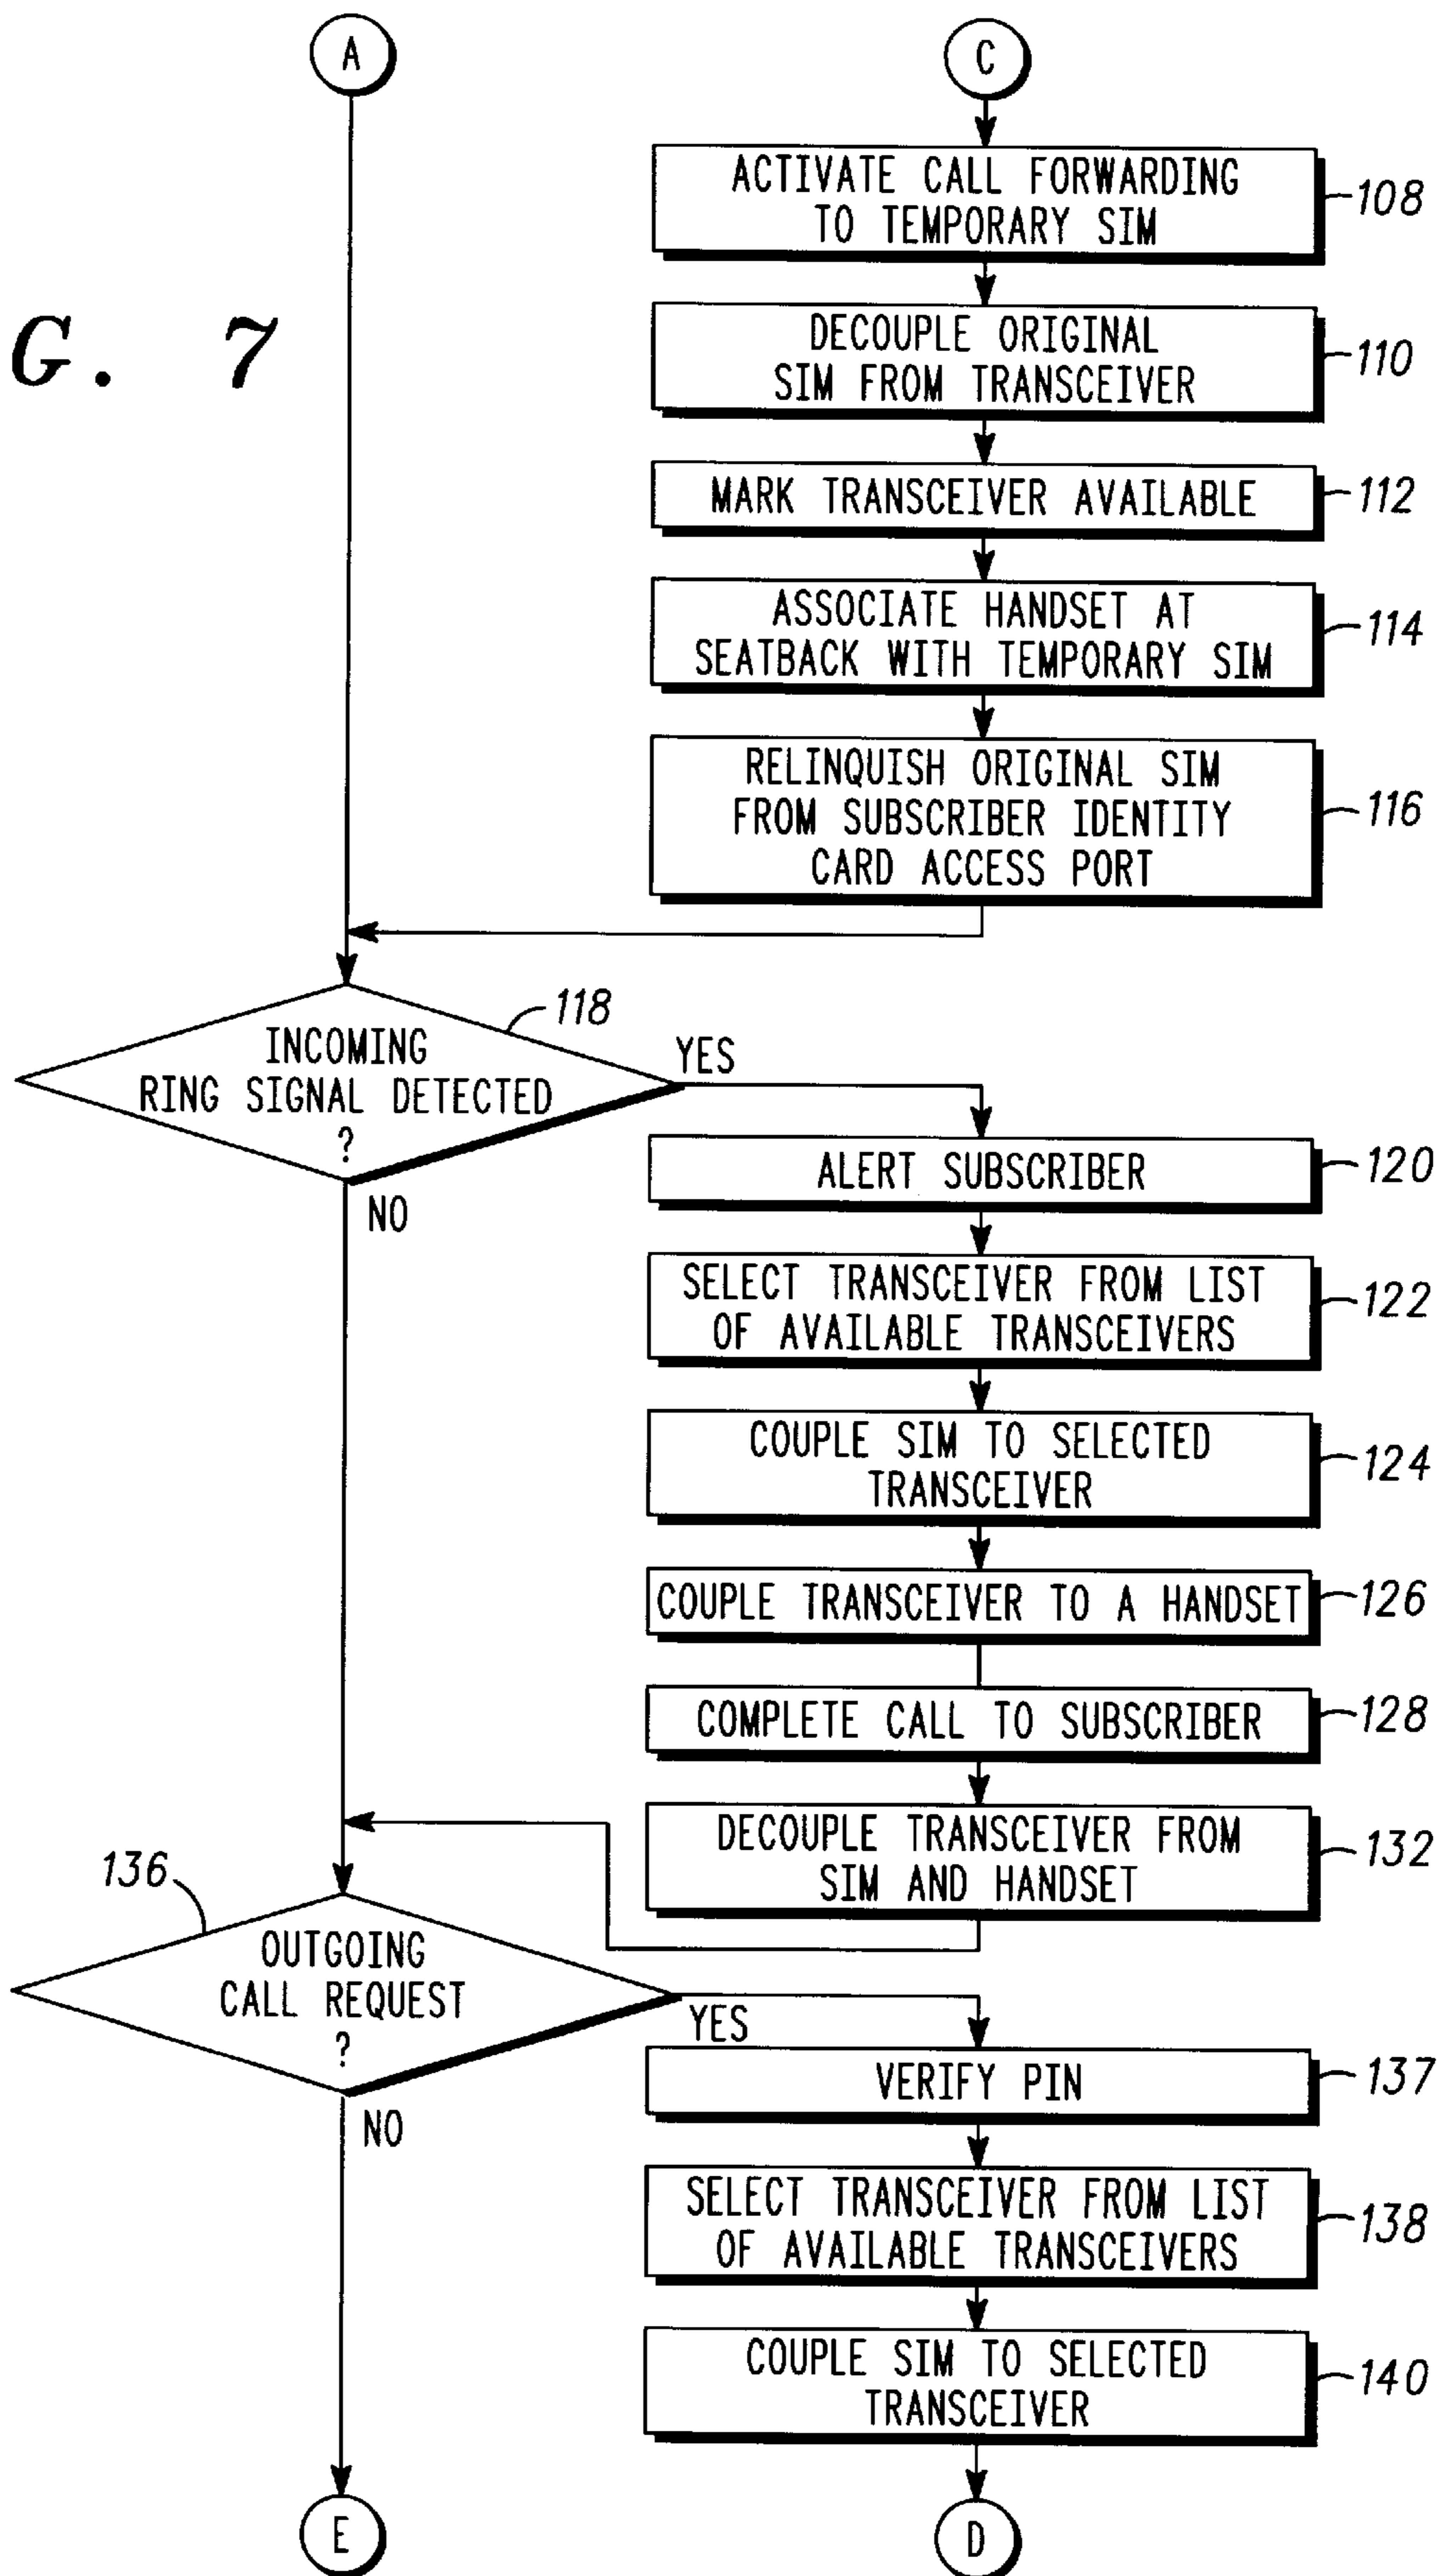 A
C
ACTIVATE CALL FORWARDING
TO TEMPORARY SIM
108
G. 7
DECOUPLE ORIGINAL
SIM FROM TRANSCEIVER
110
MARK TRANSCEIVER AVAILABLE
112
ASSOCIATE HANDSET AT
SEATBACK WITH TEMPORARY SIM
114
RELINQUISH ORIGINAL SIM
FROM SUBSCRIBER IDENTITY
CARD ACCESS PORT
116
INCOMING
RING SIGNAL DETECTED
?
118
YES
NO
ALERT SUBSCRIBER
120
SELECT TRANSCEIVER FROM LIST
OF AVAILABLE TRANSCEIVERS
122
COUPLE SIM TO SELECTED
TRANSCEIVER
124
COUPLE TRANSCEIVER TO A HANDSET
126
COMPLETE CALL TO SUBSCRIBER
128
DECOUPLE TRANSCEIVER FROM
SIM AND HANDSET
132
136
OUTGOING
CALL REQUEST
?
YES
NO
VERIFY PIN
137
SELECT TRANSCEIVER FROM LIST
OF AVAILABLE TRANSCEIVERS
138
COUPLE SIM TO SELECTED
TRANSCEIVER
140
E
D